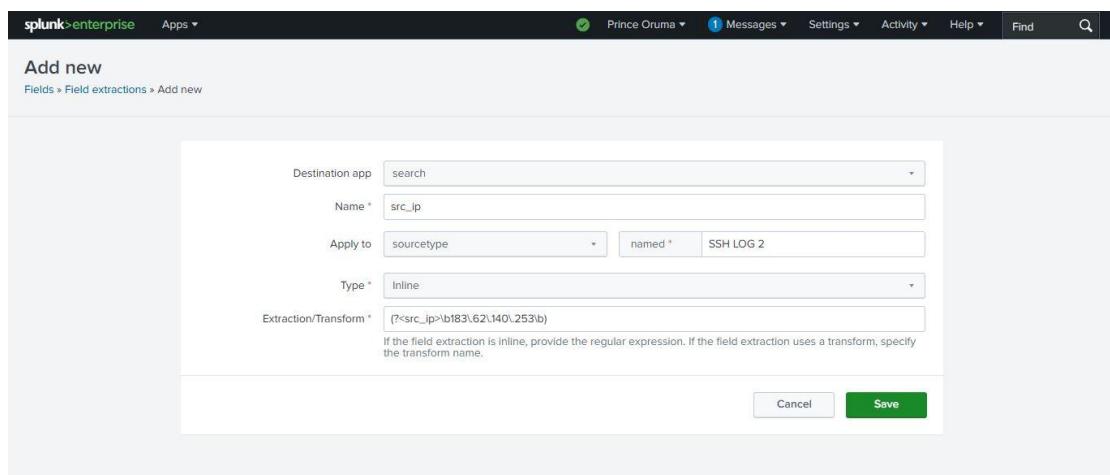 splunk>enterprise Apps Prince Oruma 1 Messages Settings Activity Help Find
Add new
Fields » Field extractions » Add new
Destination app search
Name * src_ip
Apply to sourcetype named * SSH LOG 2
Type * Inline
Extraction/Transform * (?<src_ip>\b183\.62\.140\.253\b)
If the field extraction is inline, provide the regular expression. If the field extraction uses a transform, specify
the transform name.
Cancel Save